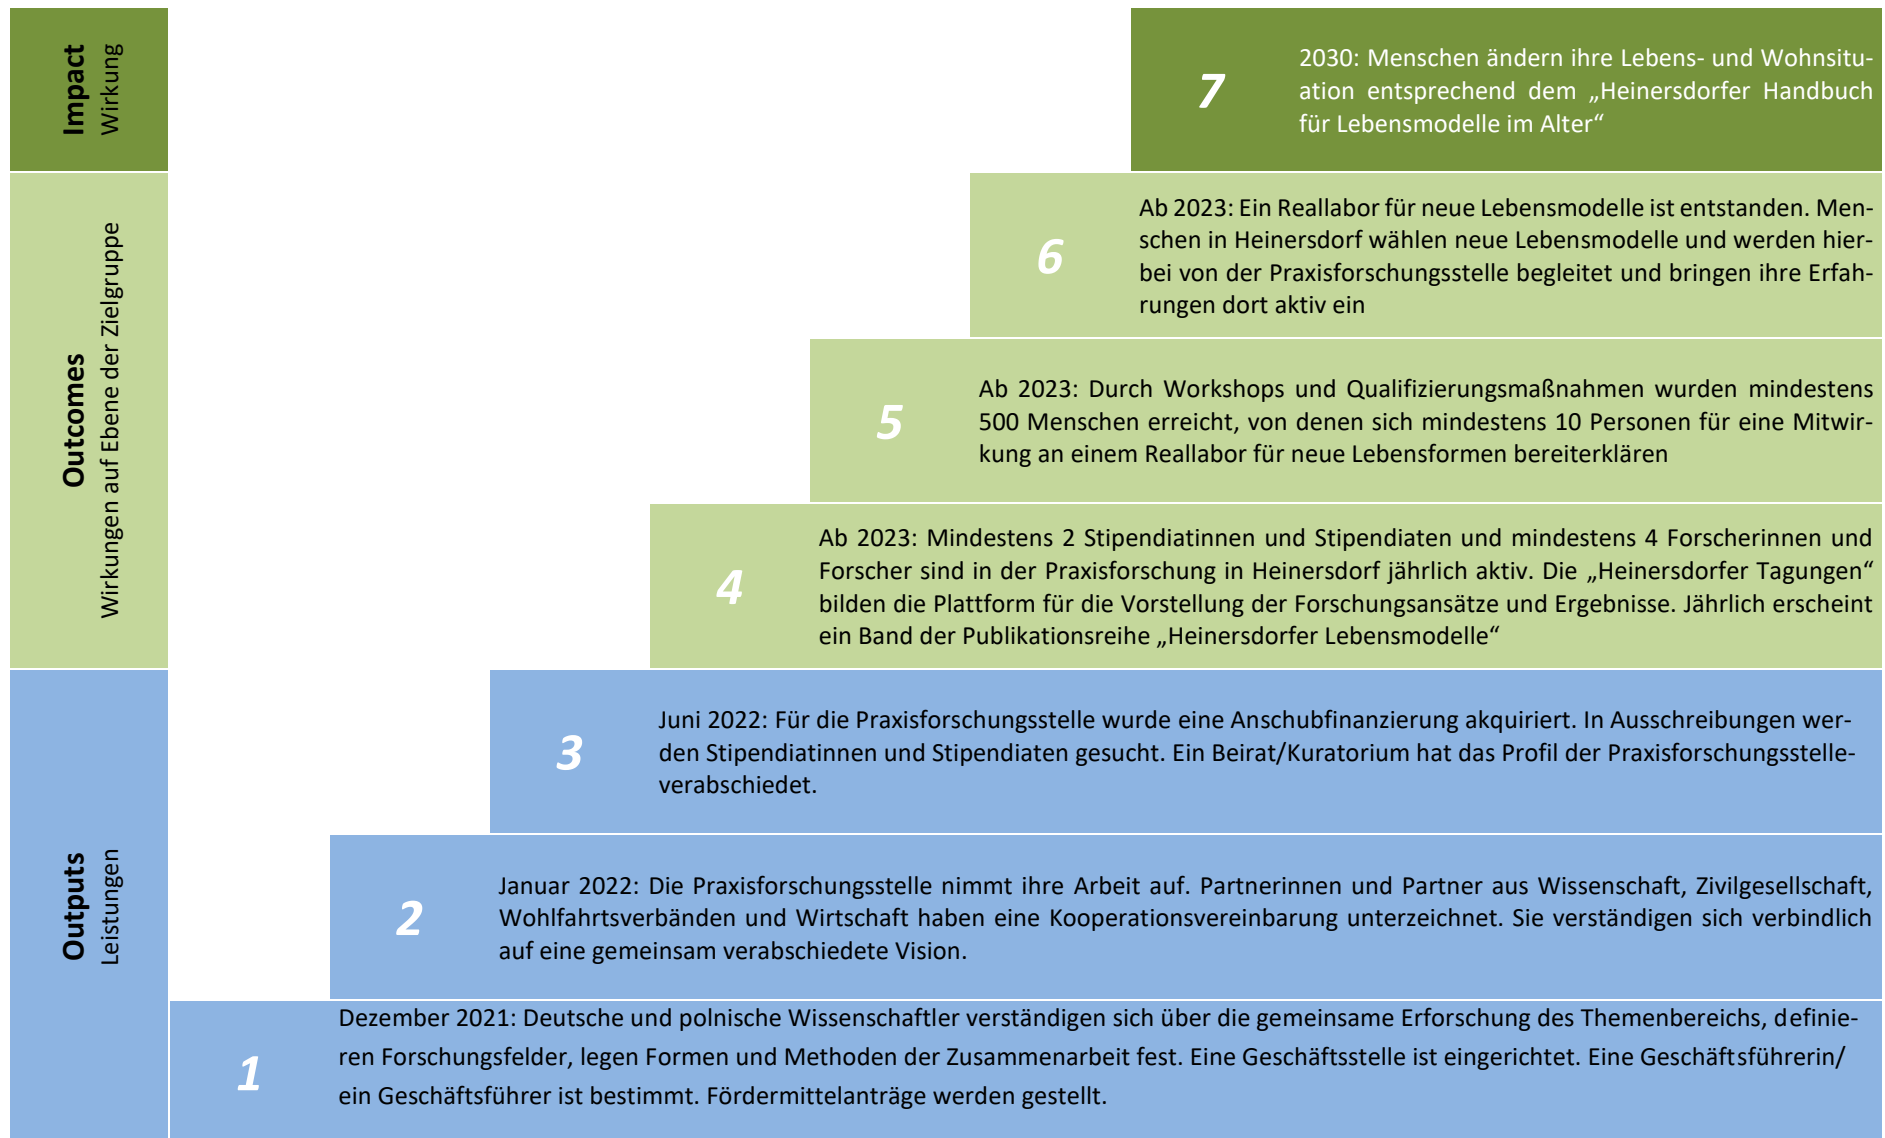 Impact
Wirkung
7
2030: Menschen ändern ihre Lebens- und Wohnsitu-
ation entsprechend dem „Heinersdorfer Handbuch
für Lebensmodelle im Alter“
Outcomes
Wirkungen auf Ebene der Zielgruppe
6
Ab 2023: Ein Reallabor für neue Lebensmodelle ist entstanden. Men-
schen in Heinersdorf wählen neue Lebensmodelle und werden hier-
bei von der Praxisforschungsstelle begleitet und bringen ihre Erfah-
rungen dort aktiv ein
5
Ab 2023: Durch Workshops und Qualifizierungsmaßnahmen wurden mindestens
500 Menschen erreicht, von denen sich mindestens 10 Personen für eine Mitwir-
kung an einem Reallabor für neue Lebensformen bereiterklären
4
Ab 2023: Mindestens 2 Stipendiatinnen und Stipendiaten und mindestens 4 Forscherinnen und
Forscher sind in der Praxisforschung in Heinersdorf jährlich aktiv. Die „Heinersdorfer Tagungen“
bilden die Plattform für die Vorstellung der Forschungsansätze und Ergebnisse. Jährlich erscheint
ein Band der Publikationsreihe „Heinersdorfer Lebensmodelle“
Outputs
Leistungen
3
Juni 2022: Für die Praxisforschungsstelle wurde eine Anschubfinanzierung akquiriert. In Ausschreibungen wer-
den Stipendiatinnen und Stipendiaten gesucht. Ein Beirat/Kuratorium hat das Profil der Praxisforschungsstelle-
verabschiedet.
2
Januar 2022: Die Praxisforschungsstelle nimmt ihre Arbeit auf. Partnerinnen und Partner aus Wissenschaft, Zivilgesellschaft,
Wohlfahrtsverbänden und Wirtschaft haben eine Kooperationsvereinbarung unterzeichnet. Sie verständigen sich verbindlich
auf eine gemeinsam verabschiedete Vision.
1
Dezember 2021: Deutsche und polnische Wissenschaftler verständigen sich über die gemeinsame Erforschung des Themenbereichs, definie-
ren Forschungsfelder, legen Formen und Methoden der Zusammenarbeit fest. Eine Geschäftsstelle ist eingerichtet. Eine Geschäftsführerin/
ein Geschäftsführer ist bestimmt. Fördermittelanträge werden gestellt.